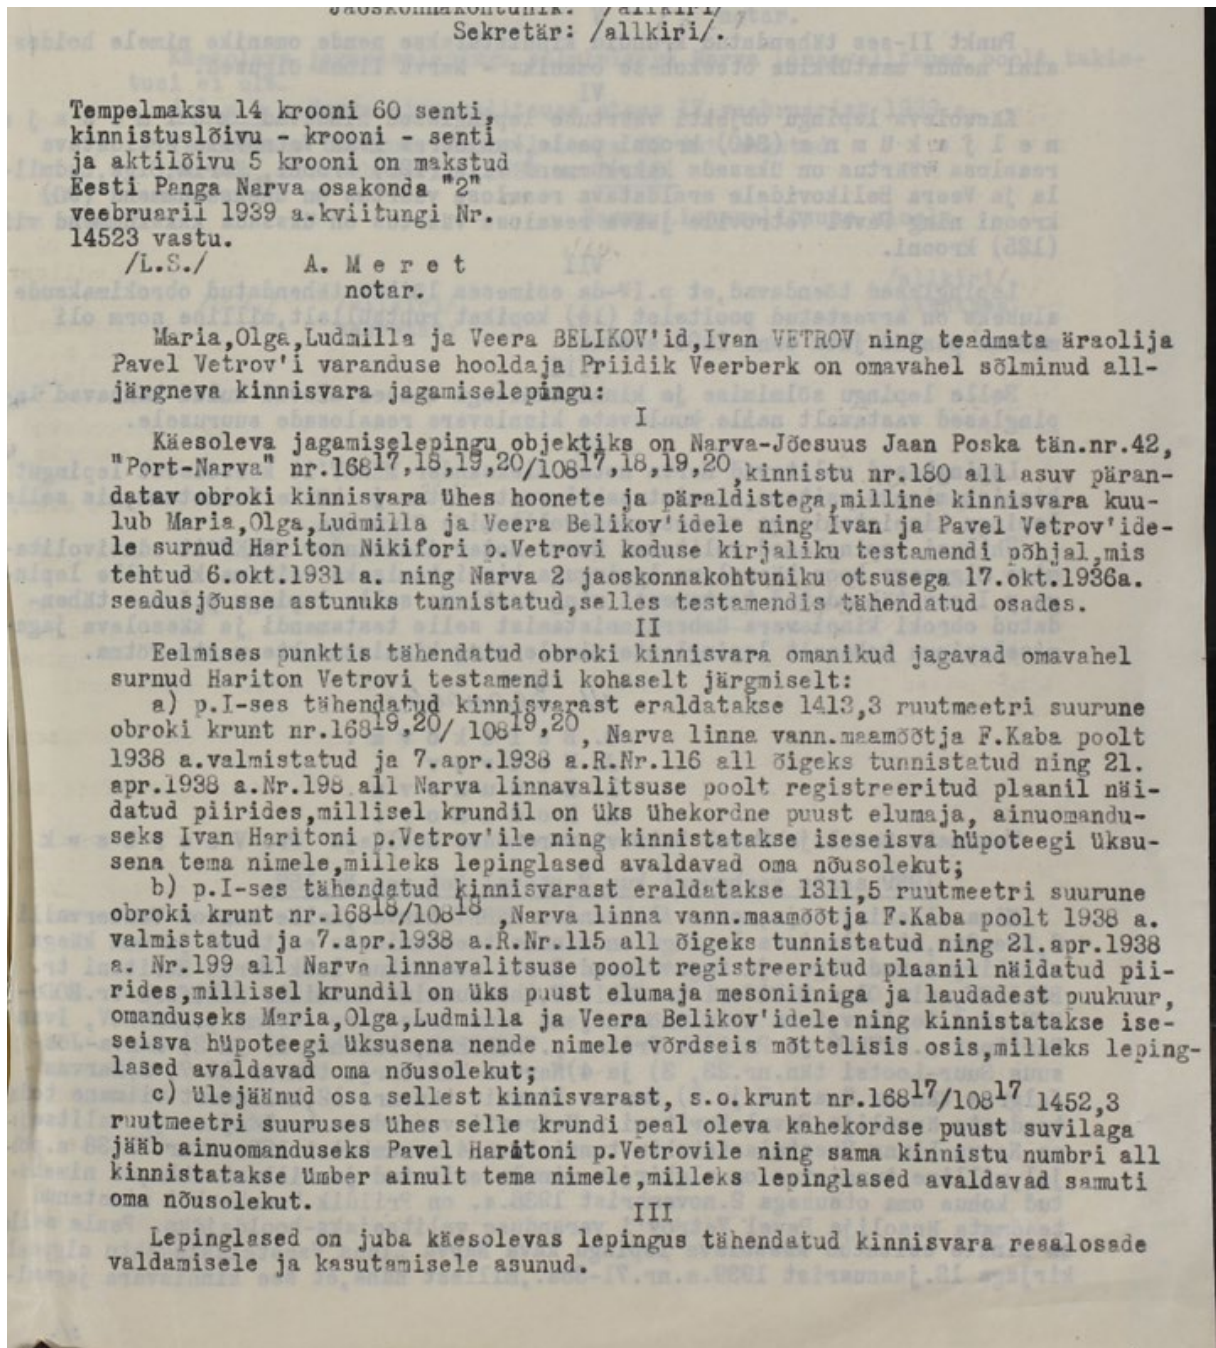 Jaoskonnakohtunik: /allkiri/
Sekretär: /allkiri/.
Tempelmaksu 14 krooni 60 senti,
kinnistuslõivu - krooni - senti
ja aktilõivu 5 krooni on makstud
Eesti Panga Narva osakonda "2"
veebruaril 1939 a.kviitungi Nr.
14523 vastu.
/L.S./ A. M e r e t
notar.
Maria,Olga,Ludmilla ja Veera BELIKOV'id,Ivan VETROV ning teadmata äraolija
Pavel Vetrov'i varanduse hooldaja Priidik Veerberk on omavahel sõlminud all-
järgneva kinnisvara jagamiselepingu:
I
Käesoleva jagamiselepingu objektiks on Narva-Jõesuus Jaan Poska tän.nr.42,
"Port-Narva" nr.168¹⁷,¹⁸,¹⁹,²⁰/108¹⁷,¹⁸,¹⁹,²⁰,kinnistu nr.180 all asuv päran-
datav obroki kinnisvara ühes hoonete ja päraldistega,milline kinnisvara kuu-
lub Maria,Olga,Ludmilla ja Veera Belikov'idele ning Ivan ja Pavel Vetrov'ide-
le surnud Hariton Nikifori p.Vetrovi koduse kirjaliku testamendi põhjal,mis
tehtud 6.okt.1931 a. ning Narva 2 jaoskonnakohtuniku otsusega 17.okt.1936a.
seadusjõusse astunuks tunnistatud,selles testamendis tähendatud osades.
II
Eelmises punktis tähendatud obroki kinnisvara omanikud jagavad omavahel
surnud Hariton Vetrovi testamendi kohaselt järgmiselt:
a) p.I-ses tähendatud kinnisvarast eraldatakse 1413,3 ruutmeetri suurune
obroki krunt nr.168¹⁹,²⁰/ 108¹⁹,²⁰, Narva linna vann.maamõõtja F.Kaba poolt
1938 a.valmistatud ja 7.apr.1938 a.R.Nr.116 all õigeks tunnistatud ning 21.
apr.1938 a.Nr.198 all Narva linnavalitsuse poolt registreeritud plaanil näi-
datud piirides,millisel krundil on üks ühekordne puust elumaja, ainuomandu-
seks Ivan Haritoni p.Vetrov'ile ning kinnistatakse iseseisva hüpoteegi üksu-
sena tema nimele,milleks lepinglased avaldavad oma nõusolekut;
b) p.I-ses tähendatud kinnisvarast eraldatakse 1311,5 ruutmeetri suurune
obroki krunt nr.168¹⁸/108¹⁸ ,Narva linna vann.maamõõtja F.Kaba poolt 1938 a.
valmistatud ja 7.apr.1938 a.R.Nr.115 all õigeks tunnistatud ning 21.apr.1938
a. Nr.199 all Narva linnavalitsuse poolt registreeritud plaanil näidatud pii-
rides,millisel krundil on üks puust elumaja mesoniiniga ja laudadest puukuur,
omanduseks Maria,Olga,Ludmilla ja Veera Belikov'idele ning kinnistatakse ise-
seisva hüpoteegi üksusena nende nimele võrdseis mõttelisis osis,milleks leping-
lased avaldavad oma nõusolekut;
c) ülejäänud osa sellest kinnisvarast, s.o.krunt nr.168¹⁷/108¹⁷ 1452,3
ruutmeetri suuruses ühes selle krundi peal oleva kahekordse puust suvilaga
jääb ainuomanduseks Pavel Haritoni p.Vetrovile ning sama kinnistu numbri all
kinnistatakse ümber ainult tema nimele,milleks lepinglased avaldavad samuti
oma nõusolekut.
III
Lepinglased on juba käesolevas lepingus tähendatud kinnisvara reaalosade
valdamisele ja kasutamisele asunud.